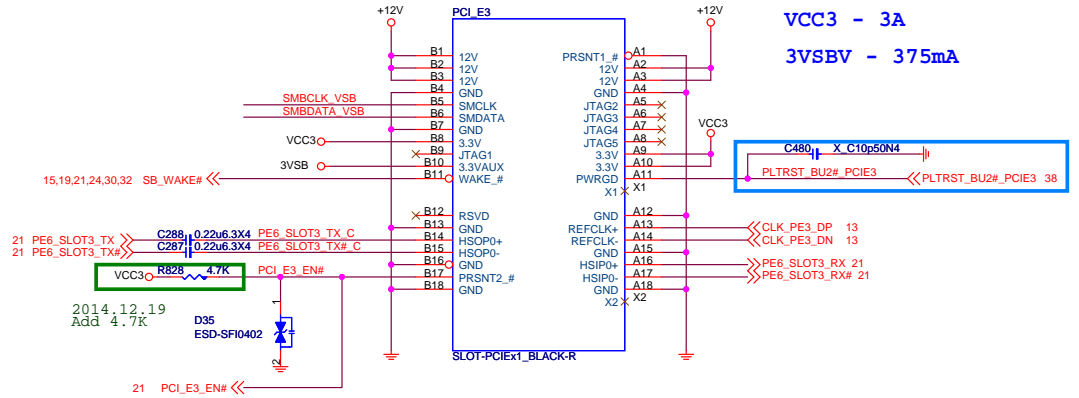 +12V
PCI_E3
+12V
VCC3 - 3A
3VSBV - 375mA
B1 12V
B2 12V
B3 12V
B4 GND
SMBCLK_VSB B5 SMCLK
SMBDATA_VSB B6 SMDATA
B7 GND
VCC3 B8 3.3V
B9 JTAG1
3VSB B10 3.3VAUX
15,19,21,24,30,32 SB_WAKE# B11 WAKE_#
B12 RSVD
B13 GND
21 PE6_SLOT3_TX C288 0.22u6.3X4 PE6_SLOT3_TX_C B14 HSOP0+
21 PE6_SLOT3_TX# C287 0.22u6.3X4 PE6_SLOT3_TX#_C B15 HSOP0-
B16 GND
VCC3 R828 4.7K PCI_E3_EN# B17 PRSNT2_#
B18 GND
PRSNT1_# A1
12V A2
12V A3
GND A4
JTAG2 A5
JTAG3 A6
JTAG4 A7
JTAG5 A8
VCC3
3.3V A9
3.3V A10
PWRGD A11 PLTRST_BU2#_PCIE3 PLTRST_BU2#_PCIE3 38
C480 X_C10p50N4
X1 X1
GND A12
REFCLK+ A13 CLK_PE3_DP 13
REFCLK- A14 CLK_PE3_DN 13
GND A15
HSIP0+ A16 PE6_SLOT3_RX 21
HSIP0- A17 PE6_SLOT3_RX# 21
GND A18
X2 X2
2014.12.19
Add 4.7K
1
D35
ESD-SFI0402
2
SLOT-PCIEx1_BLACK-R
21 PCI_E3_EN#